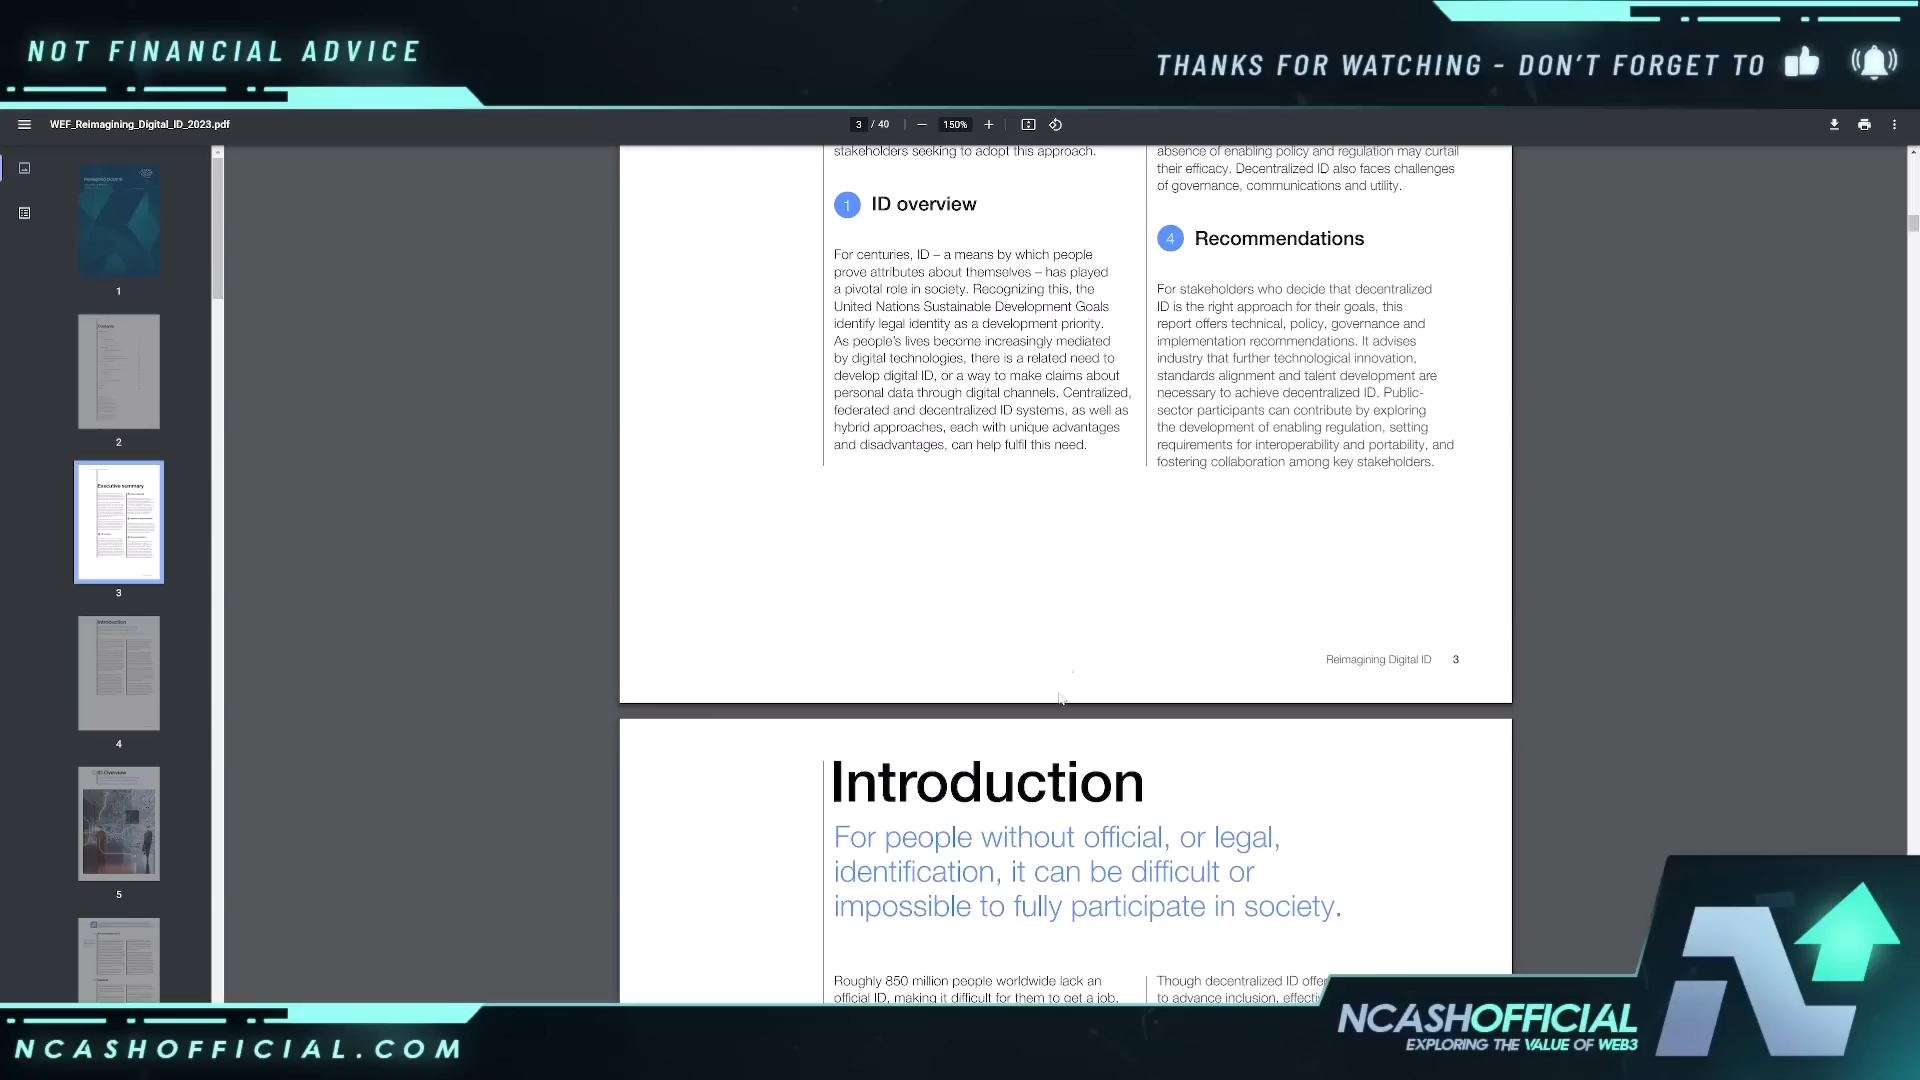 NOT FINANCIAL ADVICE
THANKS FOR WATCHING - DON'T FORGET TO
WEF_Reimagining_Digital_ID_2023.pdf
3 / 40
150%
1
2
Executive summary
3
Introduction
4
ID Overview
5
stakeholders seeking to adopt this approach.
1 ID overview
For centuries, ID – a means by which people
prove attributes about themselves – has played
a pivotal role in society. Recognizing this, the
United Nations Sustainable Development Goals
identify legal identity as a development priority.
As people's lives become increasingly mediated
by digital technologies, there is a related need to
develop digital ID, or a way to make claims about
personal data through digital channels. Centralized,
federated and decentralized ID systems, as well as
hybrid approaches, each with unique advantages
and disadvantages, can help fulfil this need.
absence of enabling policy and regulation may curtail
their efficacy. Decentralized ID also faces challenges
of governance, communications and utility.
4 Recommendations
For stakeholders who decide that decentralized
ID is the right approach for their goals, this
report offers technical, policy, governance and
implementation recommendations. It advises
industry that further technological innovation,
standards alignment and talent development are
necessary to achieve decentralized ID. Public-
sector participants can contribute by exploring
the development of enabling regulation, setting
requirements for interoperability and portability, and
fostering collaboration among key stakeholders.
Reimagining Digital ID 3
Introduction
For people without official, or legal,
identification, it can be difficult or
impossible to fully participate in society.
Roughly 850 million people worldwide lack an
official ID, making it difficult for them to get a job,
Though decentralized ID offer
to advance inclusion, effecti
NCASHOFFICIAL
EXPLORING THE VALUE OF WEB3
NCASHOFFICIAL.COM